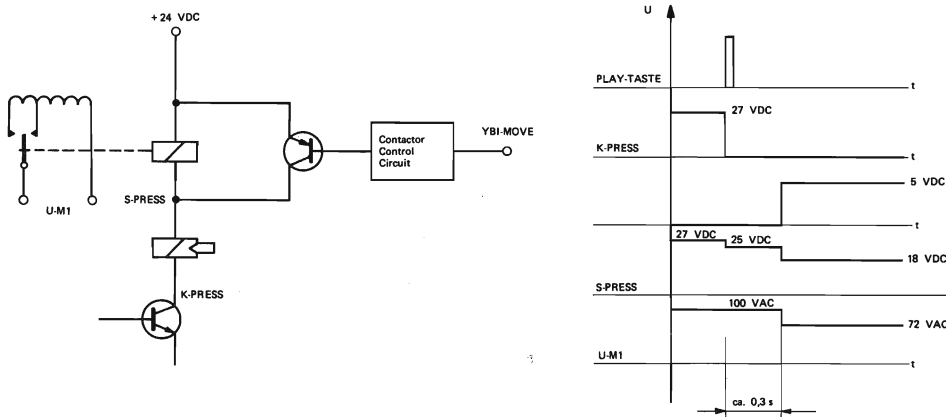 + 24 VDC
U-M1
S-PRESS
K-PRESS
Contactor
Control
Circuit
YBI-MOVE
U
PLAY-TASTE
t
27 VDC
K-PRESS
t
5 VDC
t
27 VDC
25 VDC
18 VDC
S-PRESS
100 VAC
72 VAC
U-M1
t
ca. 0,3 s